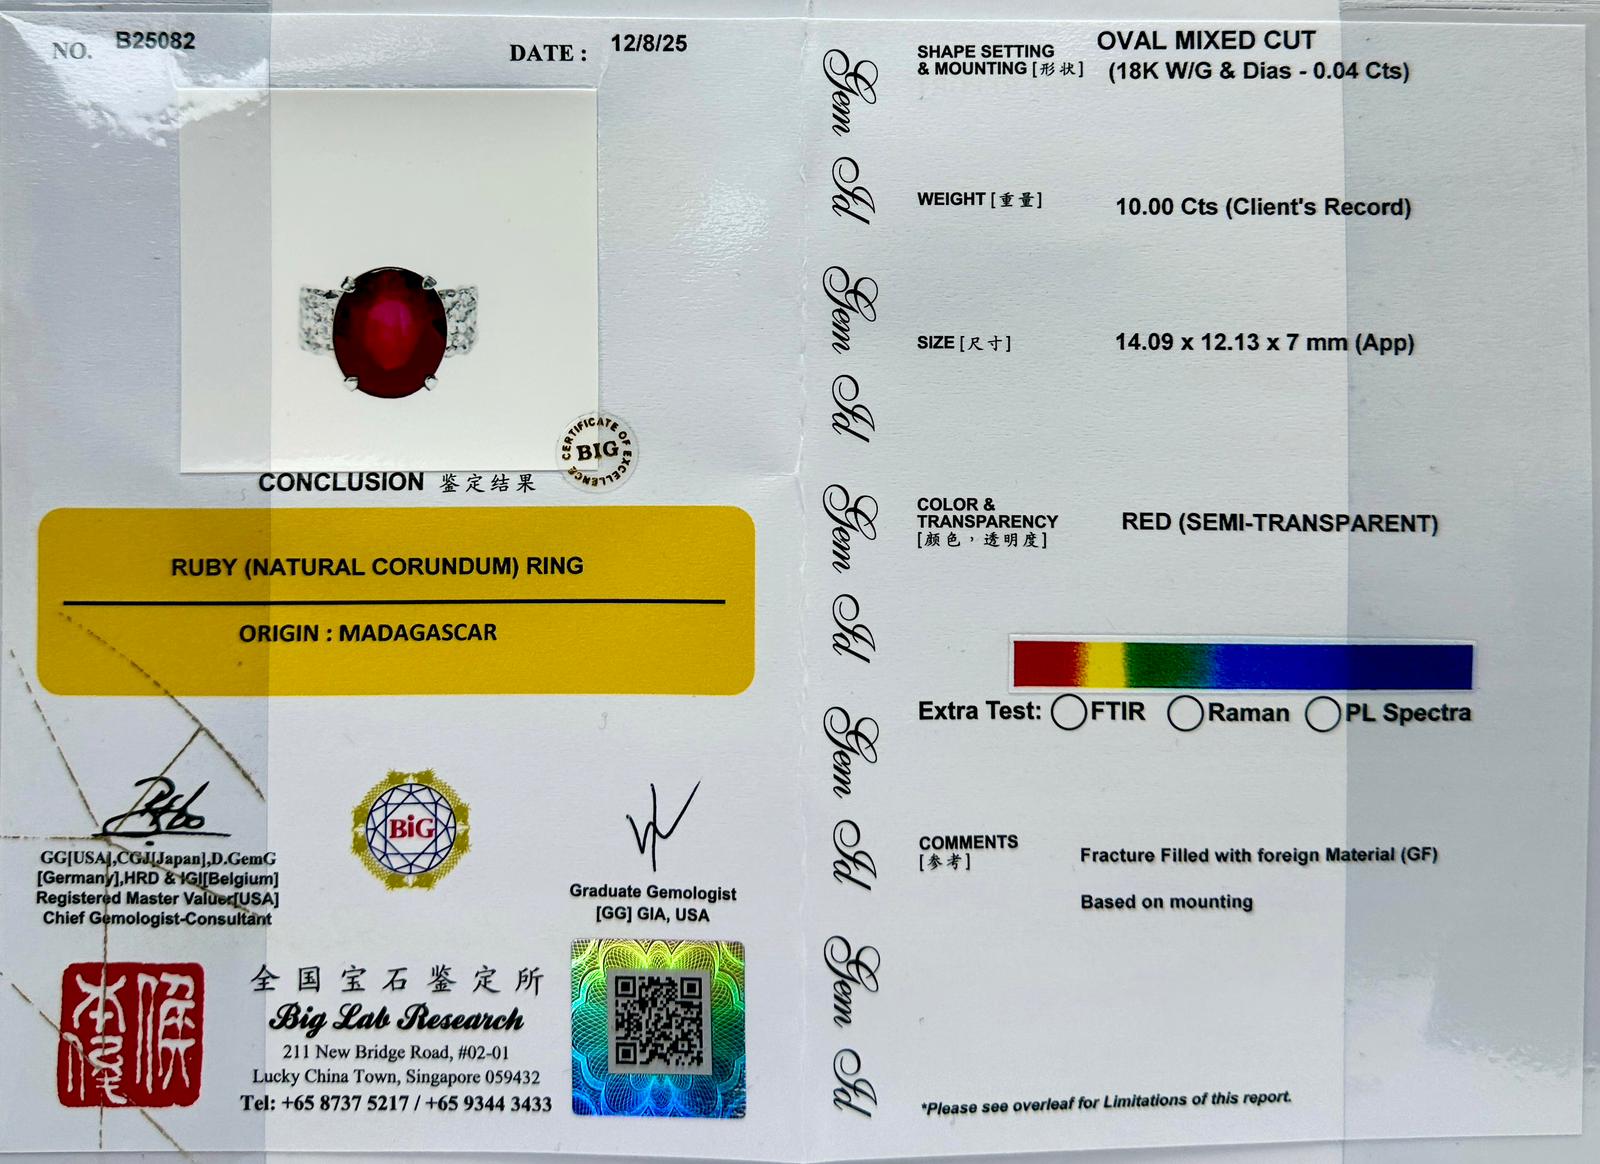 NO. B25082
DATE : 12/8/25
CERTIFICATE OF EXCELLENCE
BIG
CONCLUSION 鉴定结果
RUBY (NATURAL CORUNDUM) RING
ORIGIN : MADAGASCAR
GG[USA],CGJ[Japan],D.GemG
[Germany],HRD & IGI[Belgium]
Registered Master Valuer[USA]
Chief Gemologist-Consultant
BiG
Graduate Gemologist
[GG] GIA, USA
全国宝石鉴定所
Big Lab Research
211 New Bridge Road, #02-01
Lucky China Town, Singapore 059432
Tel: +65 8737 5217 / +65 9344 3433
Gem Id Gem Id Gem Id Gem Id Gem Id
SHAPE SETTING
& MOUNTING [形状]
OVAL MIXED CUT
(18K W/G & Dias - 0.04 Cts)
WEIGHT [重量]
10.00 Cts (Client's Record)
SIZE [尺寸]
14.09 x 12.13 x 7 mm (App)
COLOR &
TRANSPARENCY
[颜色，透明度]
RED (SEMI-TRANSPARENT)
Extra Test: FTIR Raman PL Spectra
COMMENTS
[参考]
Fracture Filled with foreign Material (GF)
Based on mounting
*Please see overleaf for Limitations of this report.